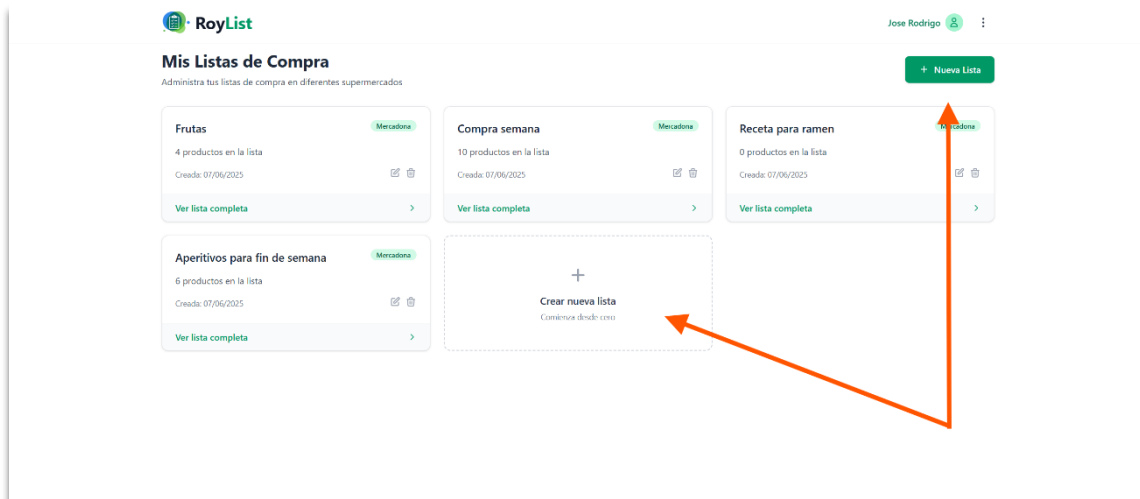 RoyList
Jose Rodrigo
Mis Listas de Compra
Administra tus listas de compra en diferentes supermercados
+ Nueva Lista
Frutas
Mercadona
4 productos en la lista
Creada: 07/06/2025
Ver lista completa
Compra semana
Mercadona
10 productos en la lista
Creada: 07/06/2025
Ver lista completa
Receta para ramen
Mercadona
0 productos en la lista
Creada: 07/06/2025
Ver lista completa
Aperitivos para fin de semana
Mercadona
6 productos en la lista
Creada: 07/06/2025
Ver lista completa
Crear nueva lista
Comienza desde cero